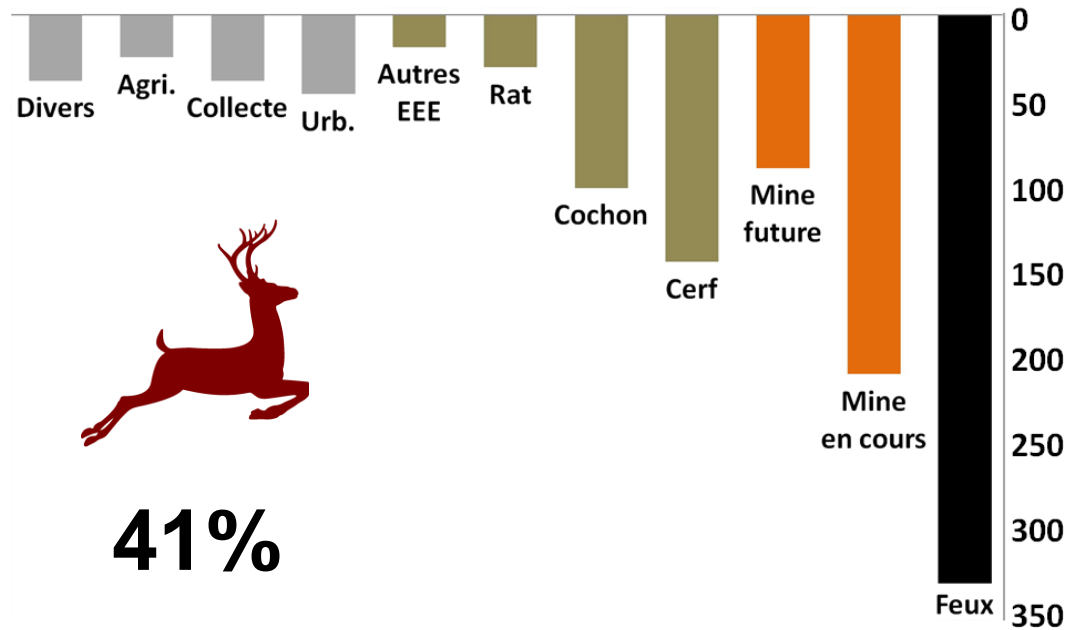 Divers
Agri.
Collecte
Urb.
Autres
EEE
Rat
Cochon
Cerf
Mine
future
Mine
en cours
Feux
0
50
100
150
200
250
300
350
41%